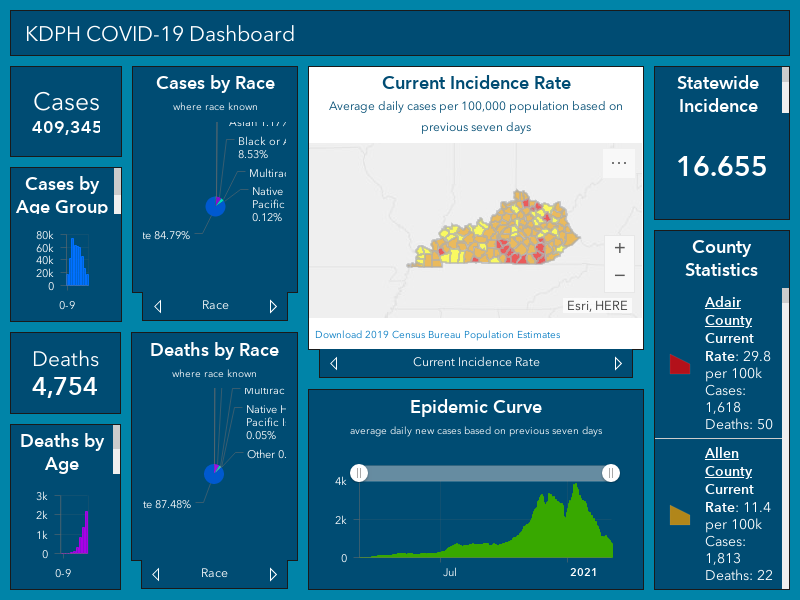 KDPH COVID-19 Dashboard
Cases
409,345
Cases by
Age Group
80k
60k
40k
20k
0
0-9
Deaths
4,754
Deaths by
Age
3k
2k
1k
0
0-9
Cases by Race
where race known
Asian 1.17%
Black or A
8.53%
Multirac
Native
Pacific
0.12%
te 84.79%
Race
Deaths by Race
where race known
Multirac
Native H
Pacific I
0.05%
Other 0.
te 87.48%
Race
Current Incidence Rate
Average daily cases per 100,000 population based on
previous seven days
Esri, HERE
Download 2019 Census Bureau Population Estimates
Current Incidence Rate
Epidemic Curve
average daily new cases based on previous seven days
4k
2k
0
Jul
2021
Statewide
Incidence
16.655
County
Statistics
Adair
County
Current
Rate: 29.8
per 100k
Cases:
1,618
Deaths: 50
Allen
County
Current
Rate: 11.4
per 100k
Cases:
1,813
Deaths: 22